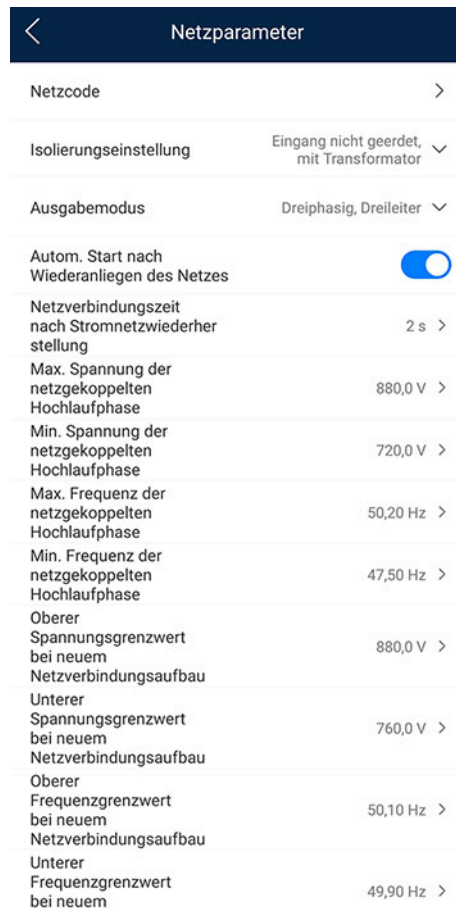 Netzparameter
Netzcode
Isolierungseinstellung
Eingang nicht geerdet,
mit Transformator
Ausgabemodus
Dreiphasig, Dreileiter
Autom. Start nach
Wiederanliegen des Netzes
Netzverbindungszeit
nach Stromnetzwiederher
stellung
2 s
Max. Spannung der
netzgekoppelten
Hochlaufphase
880,0 V
Min. Spannung der
netzgekoppelten
Hochlaufphase
720,0 V
Max. Frequenz der
netzgekoppelten
Hochlaufphase
50,20 Hz
Min. Frequenz der
netzgekoppelten
Hochlaufphase
47,50 Hz
Oberer
Spannungsgrenzwert
bei neuem
Netzverbindungsaufbau
880,0 V
Unterer
Spannungsgrenzwert
bei neuem
Netzverbindungsaufbau
760,0 V
Oberer
Frequenzgrenzwert
bei neuem
Netzverbindungsaufbau
50,10 Hz
Unterer
Frequenzgrenzwert
bei neuem
49,90 Hz